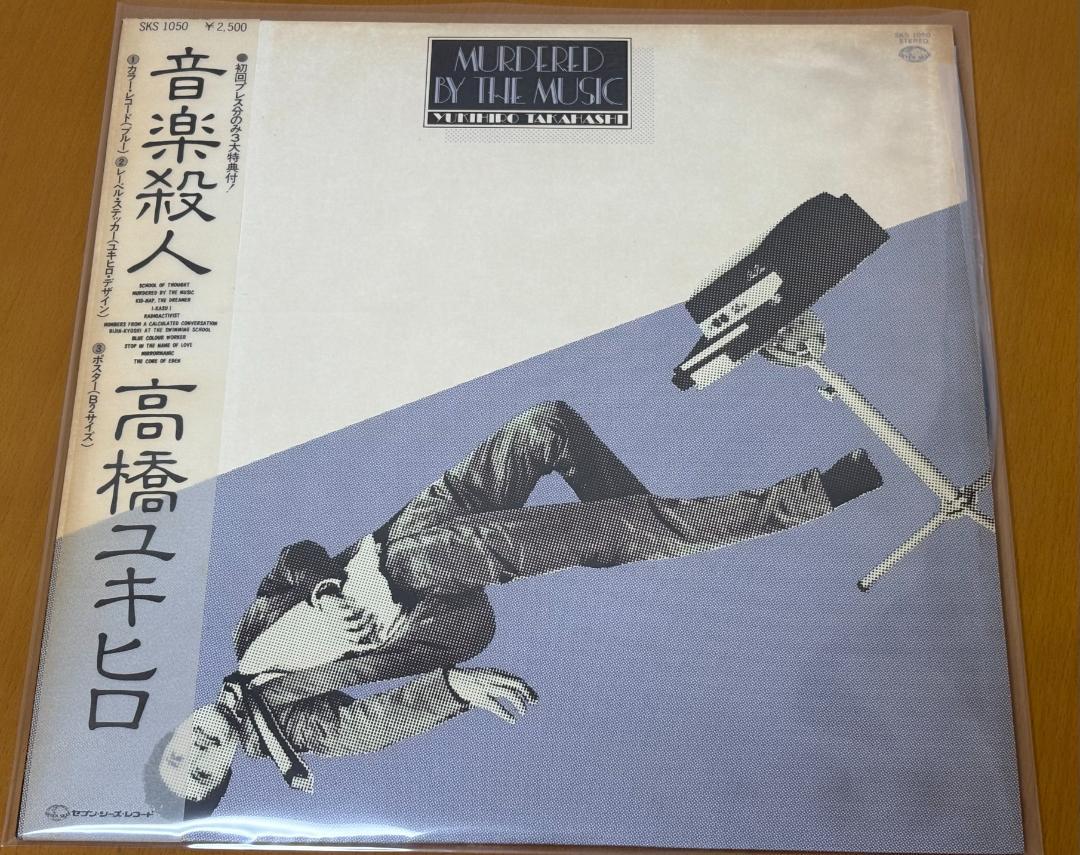 SKS 1050 ¥2,500
●初回プレス分のみ3大特典付!
①カラー・レコード(ブルー)
②レーベル・ステッカー(ユキヒロ・デザイン)
③ポスター(B2サイズ)
音楽殺人
SCHOOL OF THOUGHT
MURDERED BY THE MUSIC
KID-NAP, THE DREAMER
I-KASU!
RADIOACTIVIST
NUMBERS FROM A CALCULATED CONVERSATION
BIJIN-KYOSHI AT THE SWIMMING SCHOOL
BLUE COLOUR WORKER
STOP IN THE NAME OF LOVE
MIRRORMANIC
THE CORE OF EDEN
高橋ユキヒロ
セブン・シーズ・レコード
MURDERED
BY THE MUSIC
YUKIHIRO TAKAHASHI
SKS 1050
STEREO